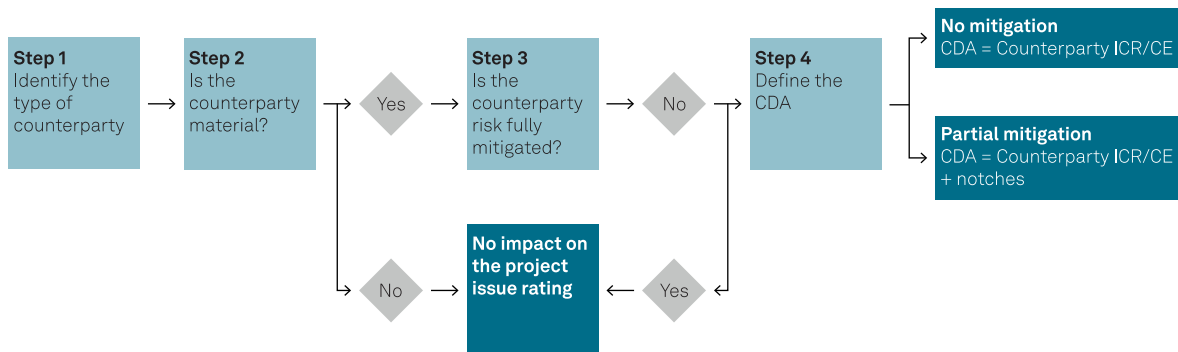 Step 1
Identify the
type of
counterparty
Step 2
Is the
counterparty
material?
Yes
Step 3
Is the
counterparty
risk fully
mitigated?
No
Step 4
Define the
CDA
No mitigation
CDA = Counterparty ICR/CE
Partial mitigation
CDA = Counterparty ICR/CE
+ notches
No
No impact on
the project
issue rating
Yes